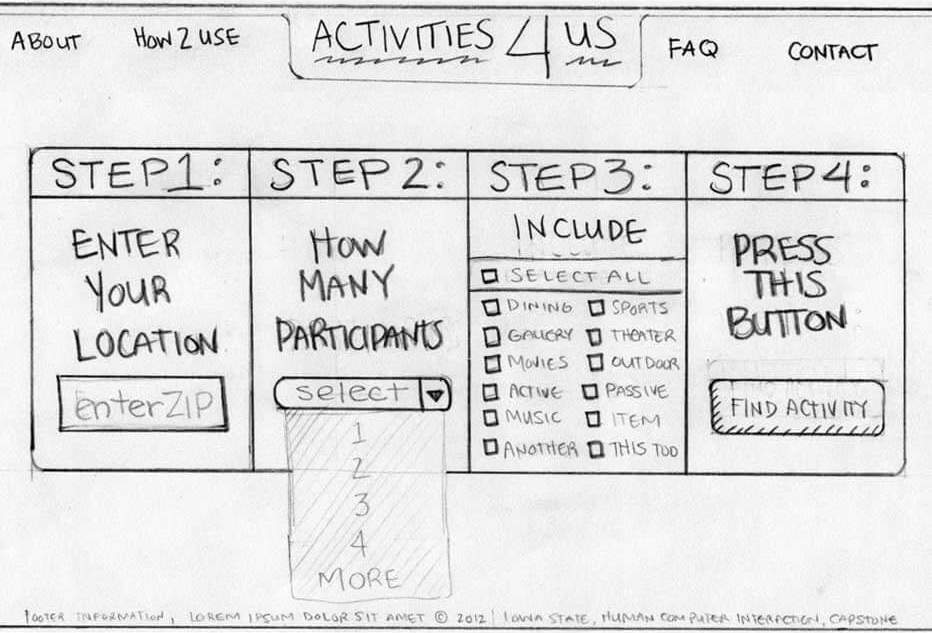 ABOUT
HOW 2 USE
ACTIVITIES 4 US
FAQ
CONTACT
STEP 1:
ENTER
YOUR
LOCATION
enter ZIP
STEP 2:
HOW
MANY
PARTICIPANTS
select
1
2
3
4
MORE
STEP 3:
INCLUDE
SELECT ALL
DINING SPORTS
GALLERY THEATER
MOVIES OUTDOOR
ACTIVE PASSIVE
MUSIC ITEM
ANOTHER THIS TOO
STEP 4:
PRESS
THIS
BUTTON
FIND ACTIVITY
FOOTER INFORMATION, LOREM IPSUM DOLOR SIT AMET © 2012 | IOWA STATE, HUMAN COMPUTER INTERACTION, CAPSTONE